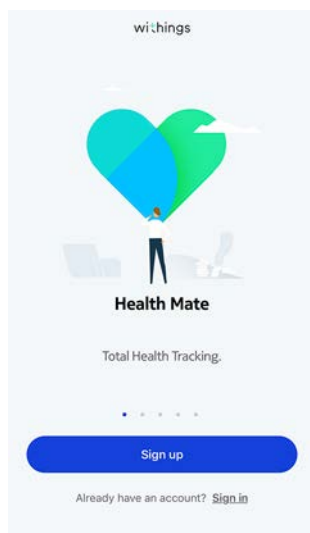 withings
Health Mate
Total Health Tracking.
Sign up
Already have an account? Sign in